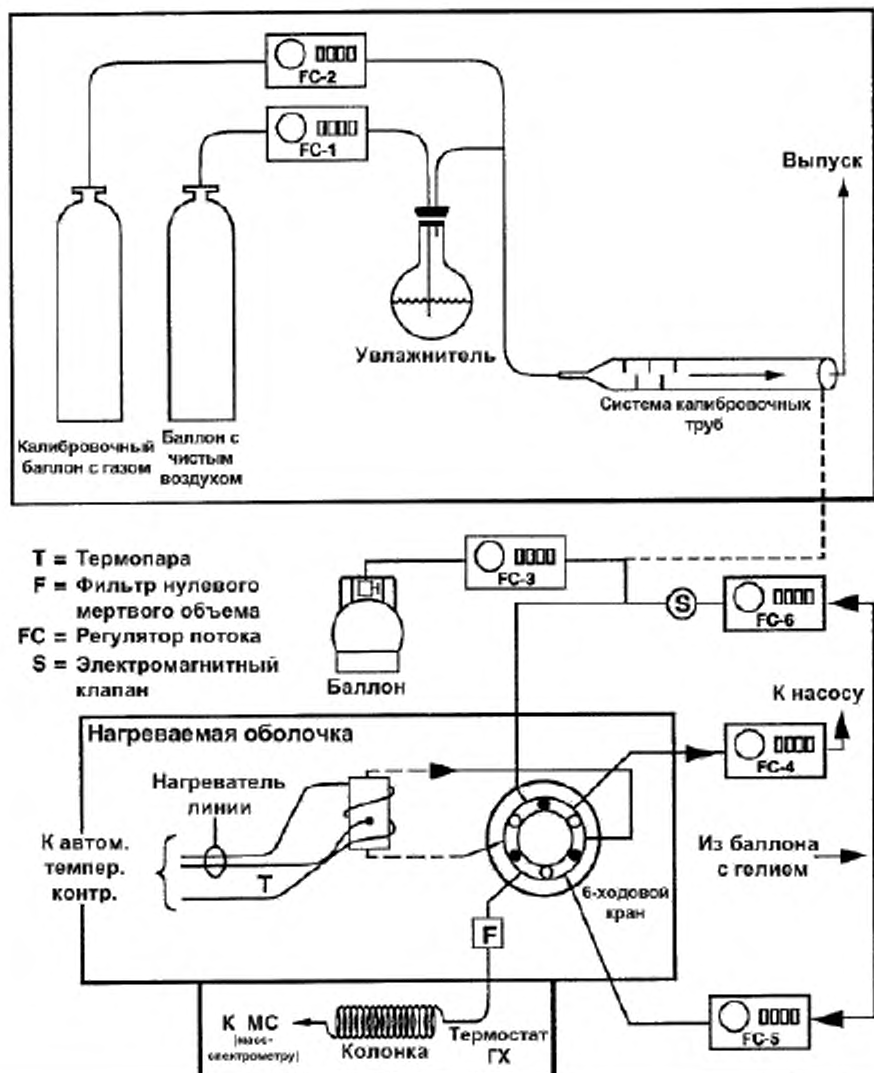 FC-2
FC-1
Выпуск
Увлажнитель
Система калибровочных
труб
Калибровочный
баллон с газом
Баллон с
чистым
воздухом
T = Термопара
F = Фильтр нулевого
мертвого объема
FC = Регулятор потока
S = Электромагнитный
клапан
FC-3
S
FC-6
Баллон
К насосу
FC-4
Нагреваемая оболочка
Нагреватель
линии
К автом.
темпер.
контр.
T
Из баллона
с гелием
6-ходовой
кран
F
FC-5
К МС
(масс-
спектрометру)
Колонка
Термостат
ГХ